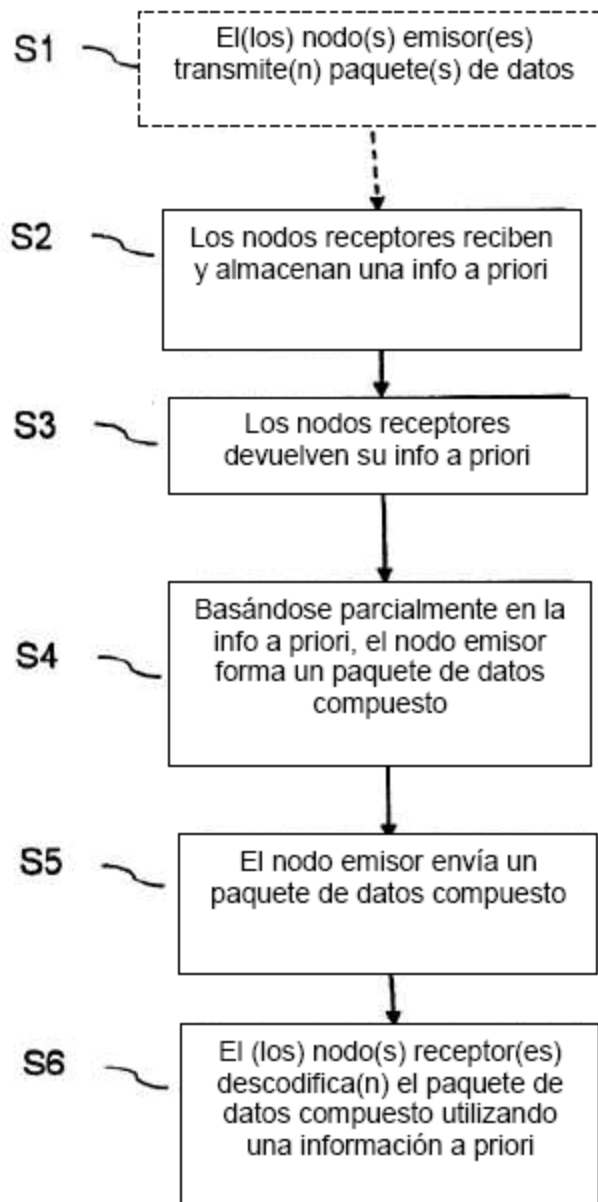 S1
El(los) nodo(s) emisor(es)
transmite(n) paquete(s) de datos
S2
Los nodos receptores reciben
y almacenan una info a priori
S3
Los nodos receptores
devuelven su info a priori
S4
Basándose parcialmente en la
info a priori, el nodo emisor
forma un paquete de datos
compuesto
S5
El nodo emisor envía un
paquete de datos compuesto
S6
El (los) nodo(s) receptor(es)
descodifica(n) el paquete de
datos compuesto utilizando
una información a priori